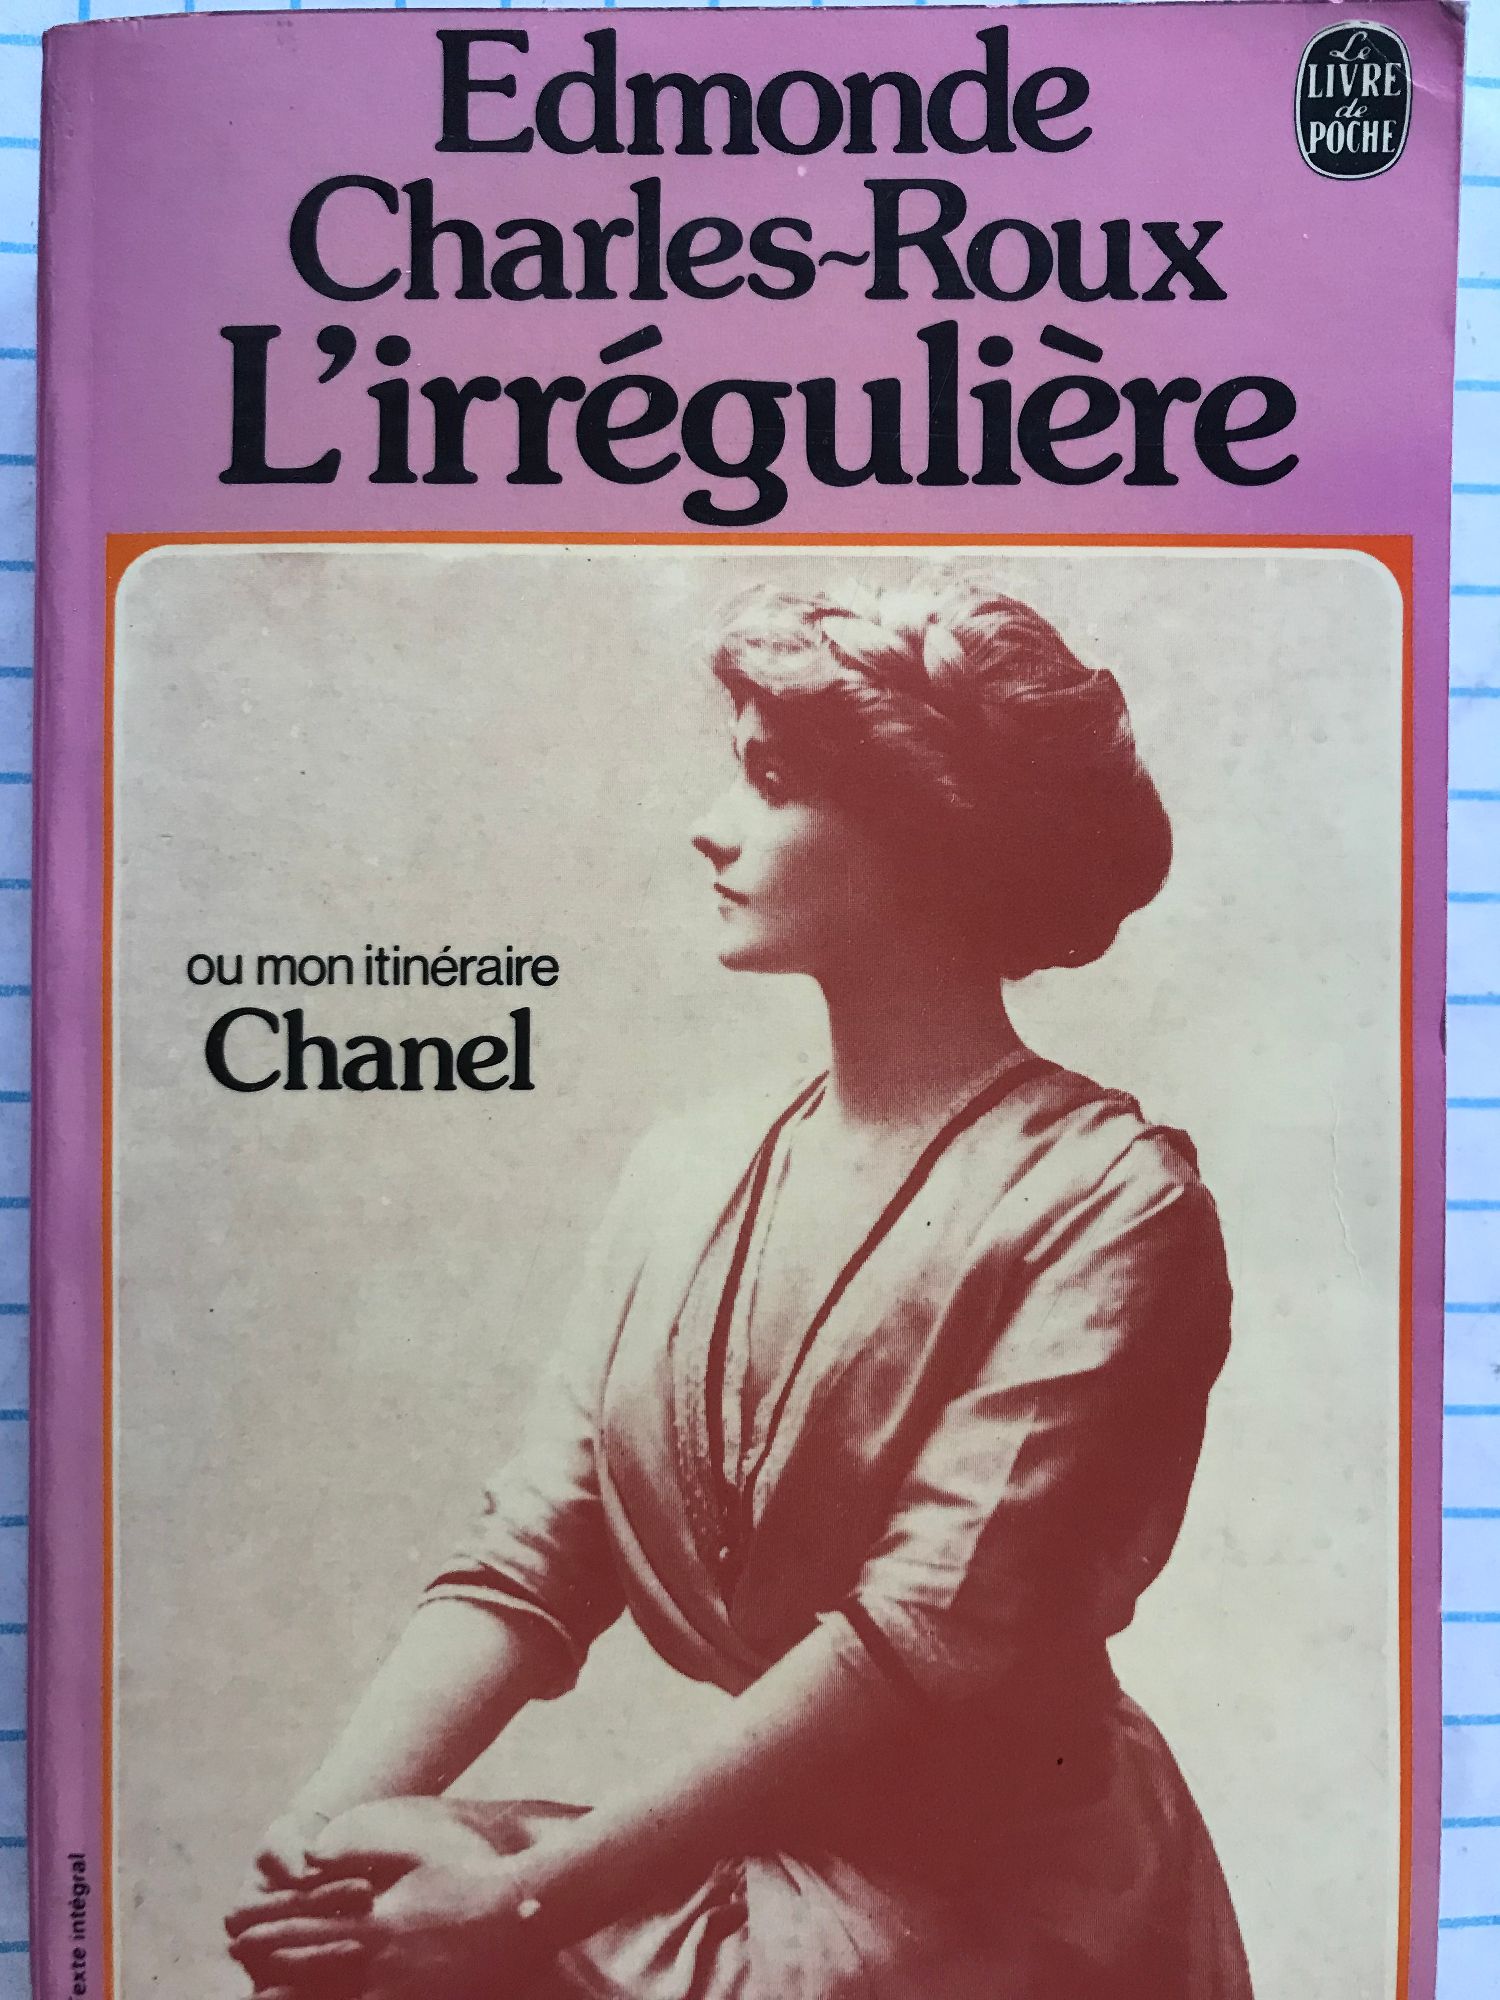 Edmonde
Charles~Roux
L'irrégulière
Le
LIVRE
de
POCHE
ou mon itinéraire
Chanel
Texte intégral